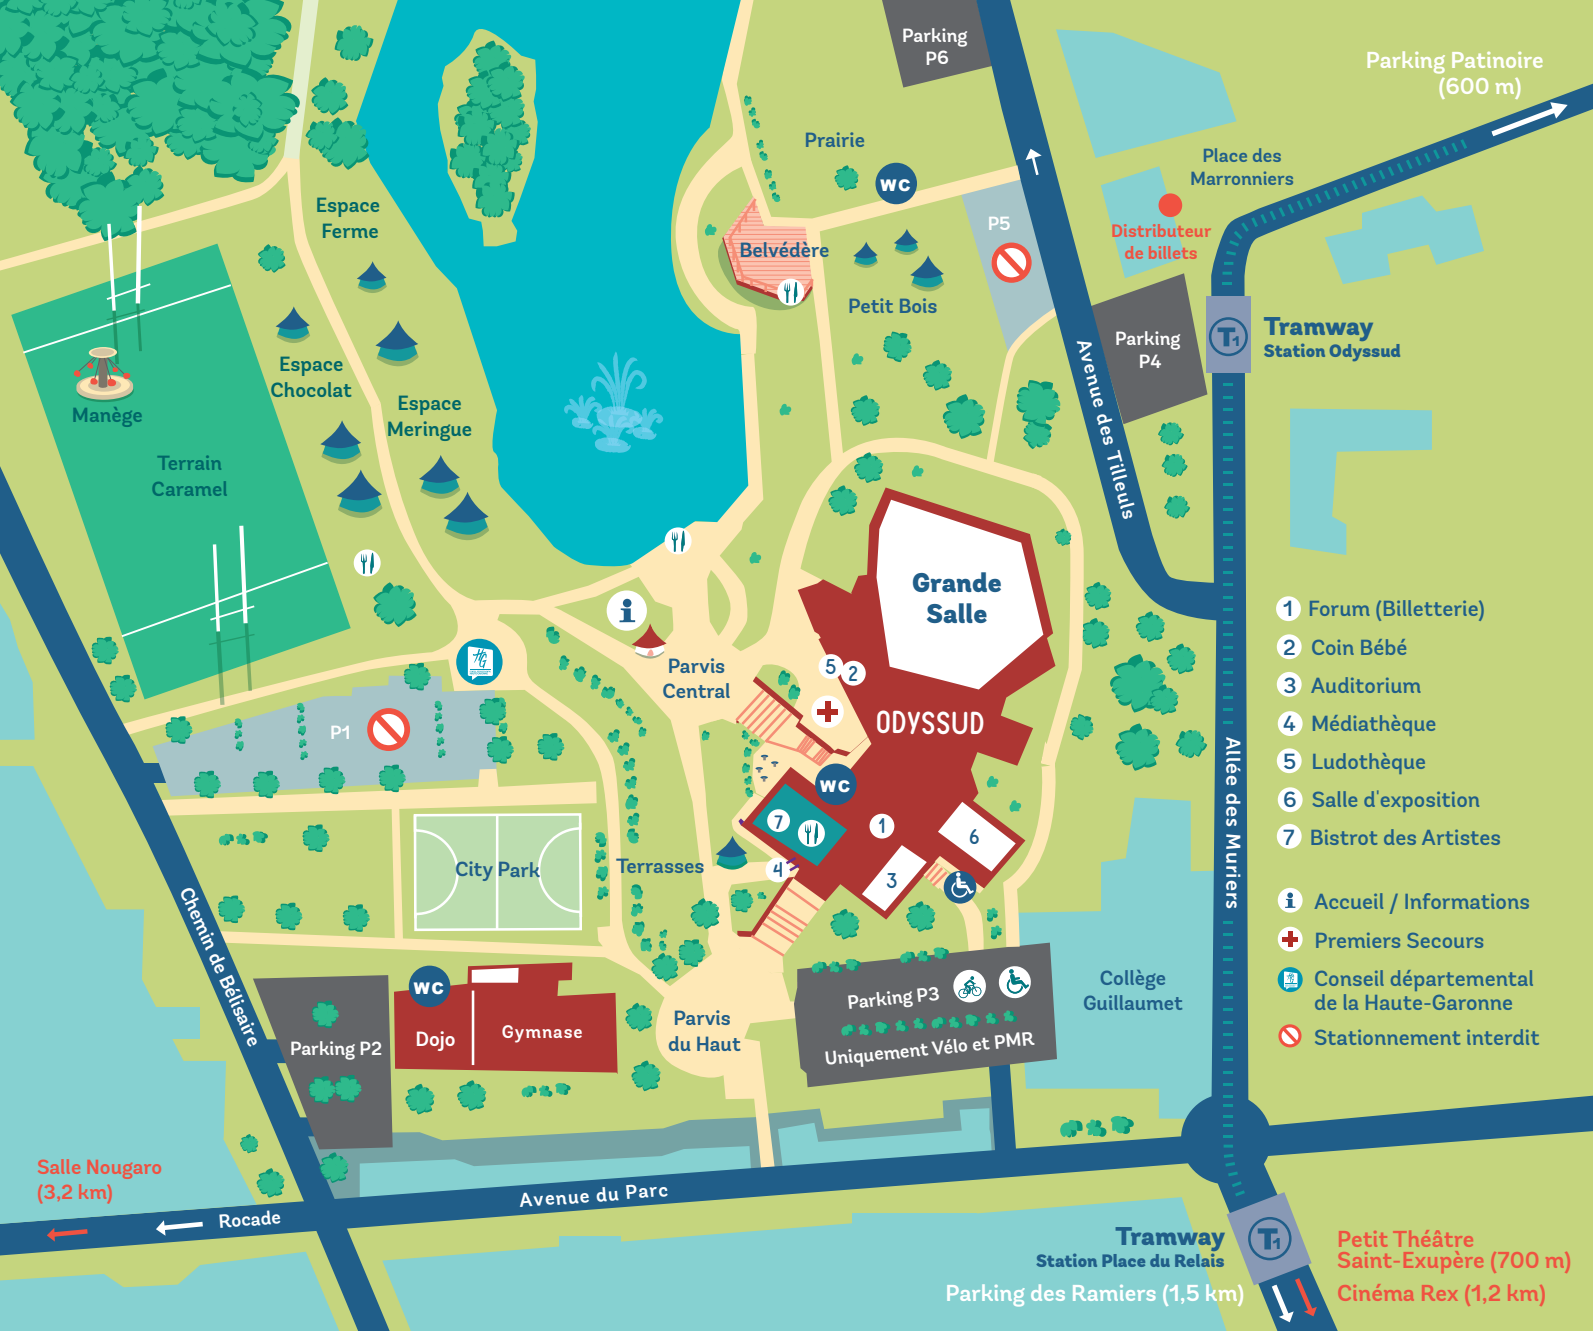 Parking
P6
Parking Patinoire
(600 m)
Prairie
WC
Place des
Marronniers
Espace
Ferme
P5
Distributeur
de billets
Belvédère
Petit Bois
Parking
P4
T1
Tramway
Station Odyssud
Avenue des Tilleuls
Espace
Chocolat
Espace
Meringue
Manège
Terrain
Caramel
Grande
Salle
i
HG
Parvis
Central
5
2
ODYSSUD
P1
WC
7
1
6
4
3
City Park
Terrasses
Allée des Muriers
Chemin de Bélisaire
1 Forum (Billetterie)
2 Coin Bébé
3 Auditorium
4 Médiathèque
5 Ludothèque
6 Salle d'exposition
7 Bistrot des Artistes
i Accueil / Informations
Premiers Secours
Conseil départemental
de la Haute-Garonne
Stationnement interdit
Collège
Guillaumet
Parking P3
Uniquement Vélo et PMR
Parvis
du Haut
WC
Dojo
Gymnase
Parking P2
Salle Nougaro
(3,2 km)
Rocade
Avenue du Parc
Tramway
Station Place du Relais
T1
Parking des Ramiers (1,5 km)
Petit Théâtre
Saint-Exupère (700 m)
Cinéma Rex (1,2 km)